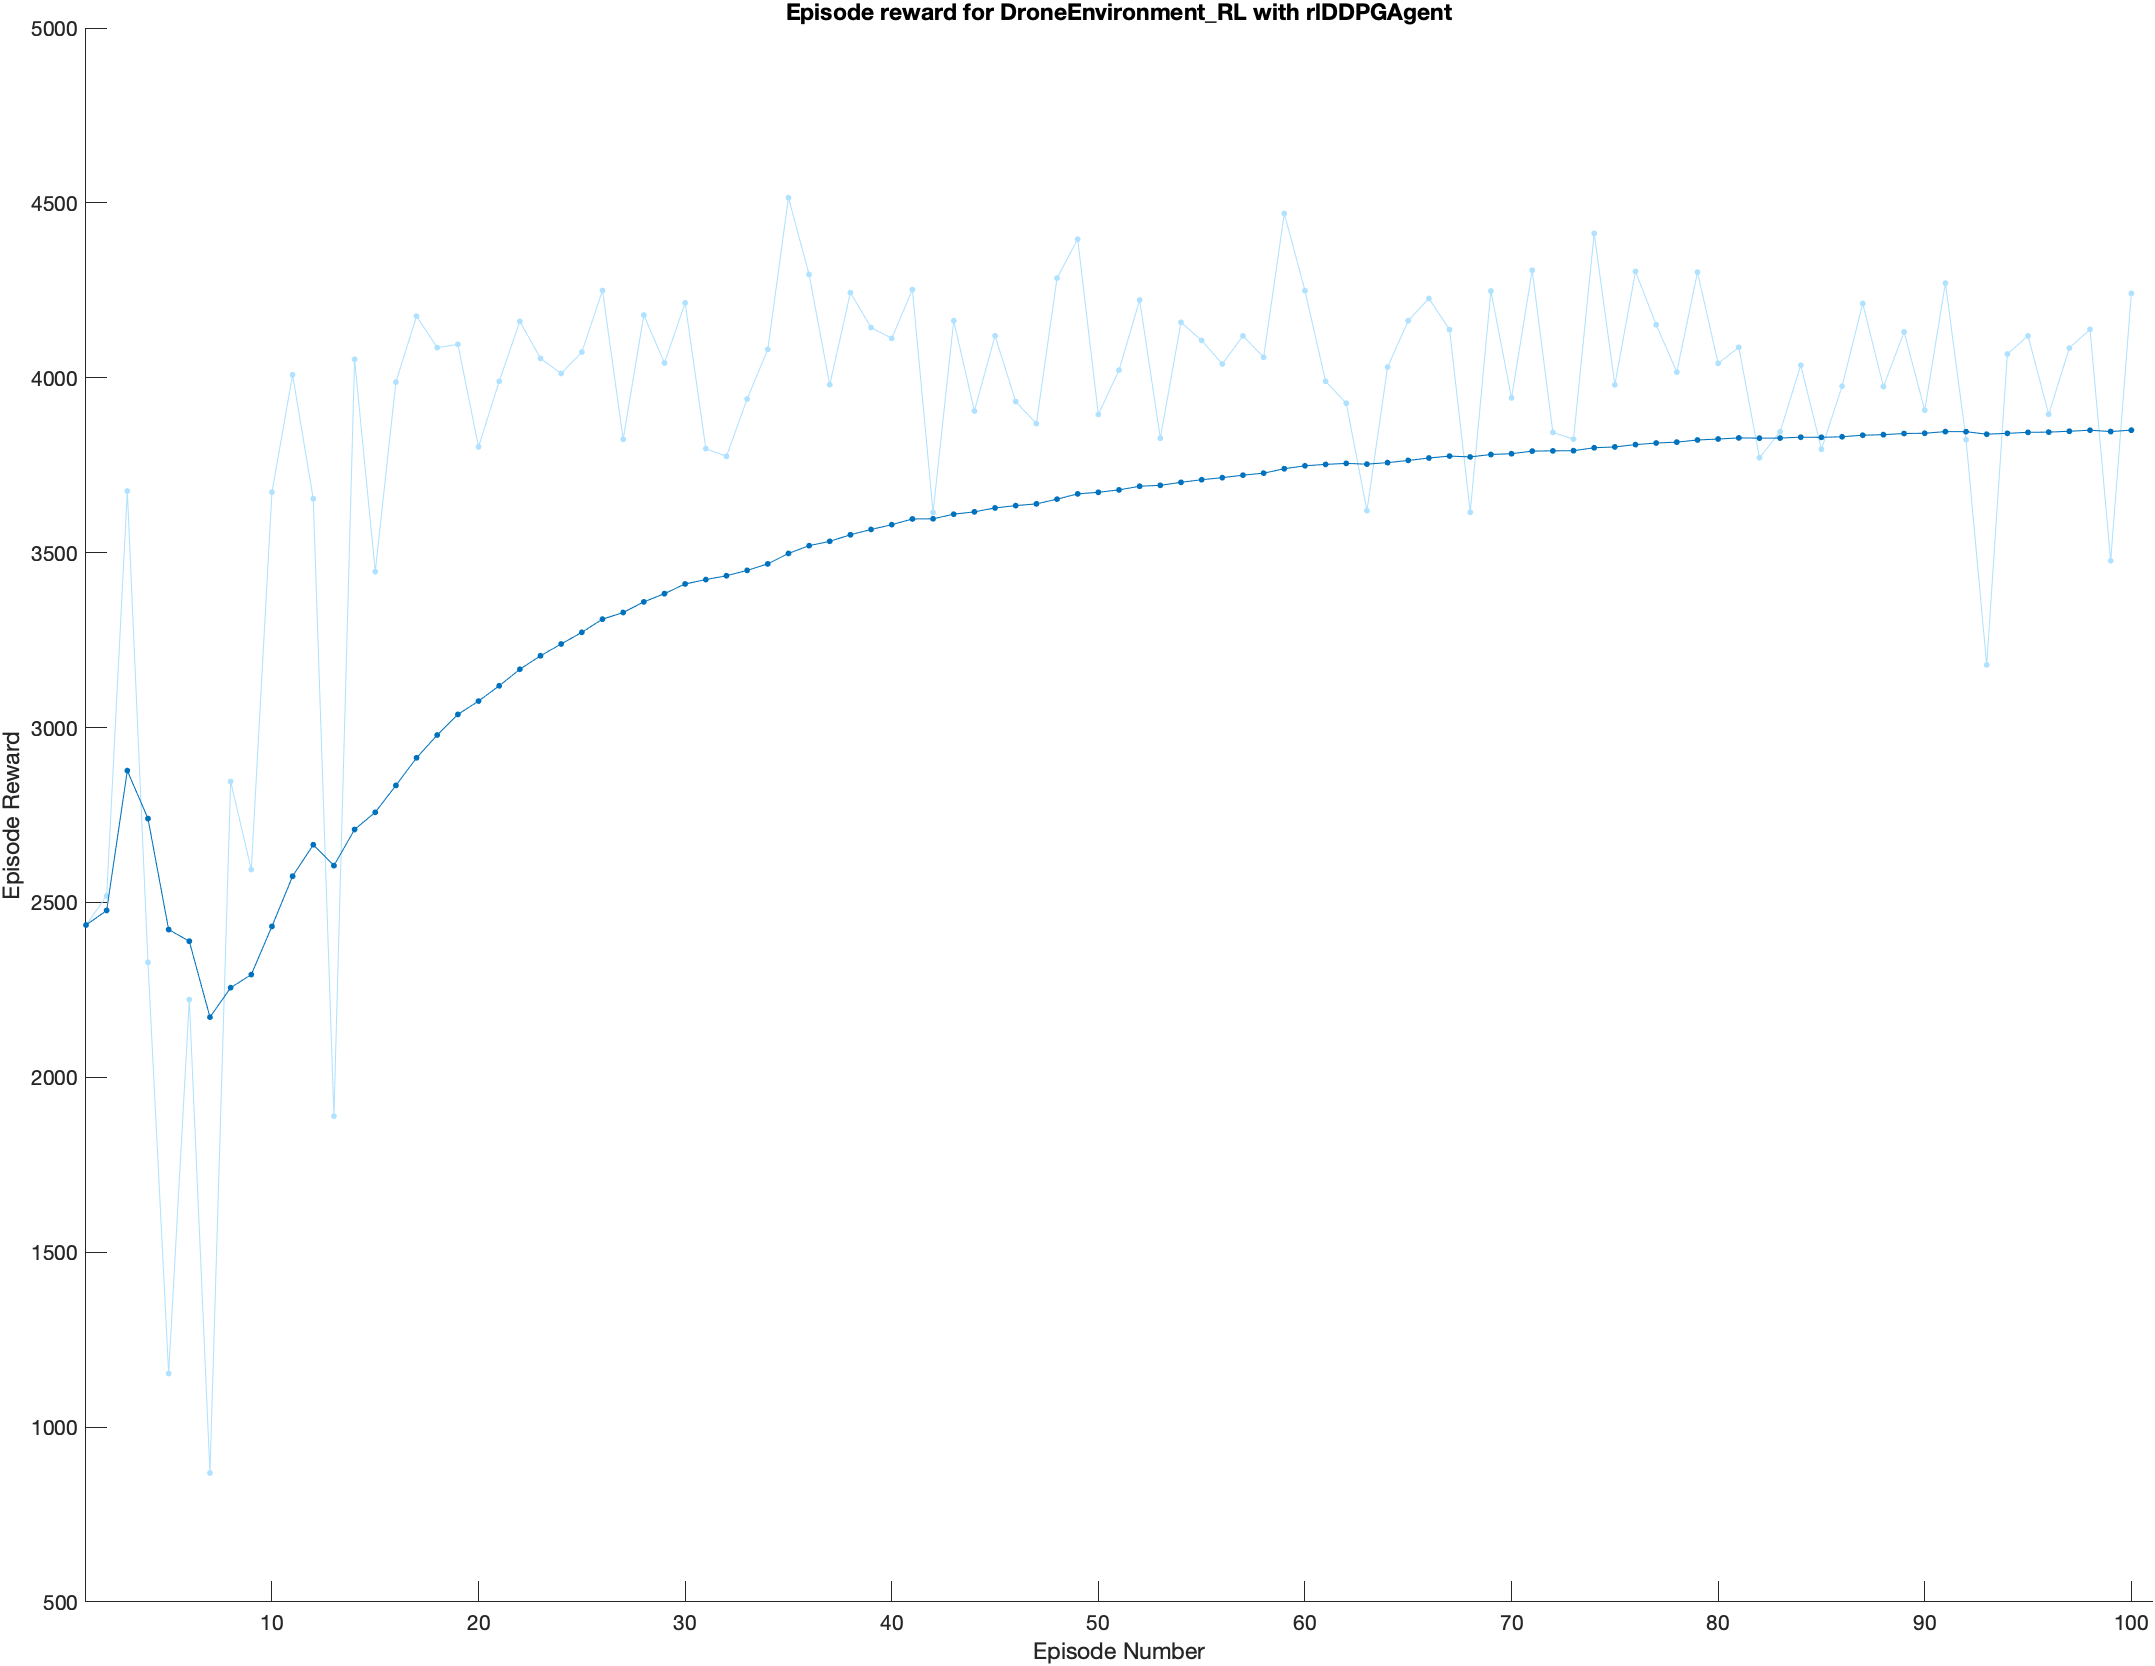 Episode reward for DroneEnvironment_RL with rlDDPGAgent
5000
4500
4000
3500
3000
2500
2000
1500
1000
500
Episode Reward
10 20 30 40 50 60 70 80 90 100
Episode Number